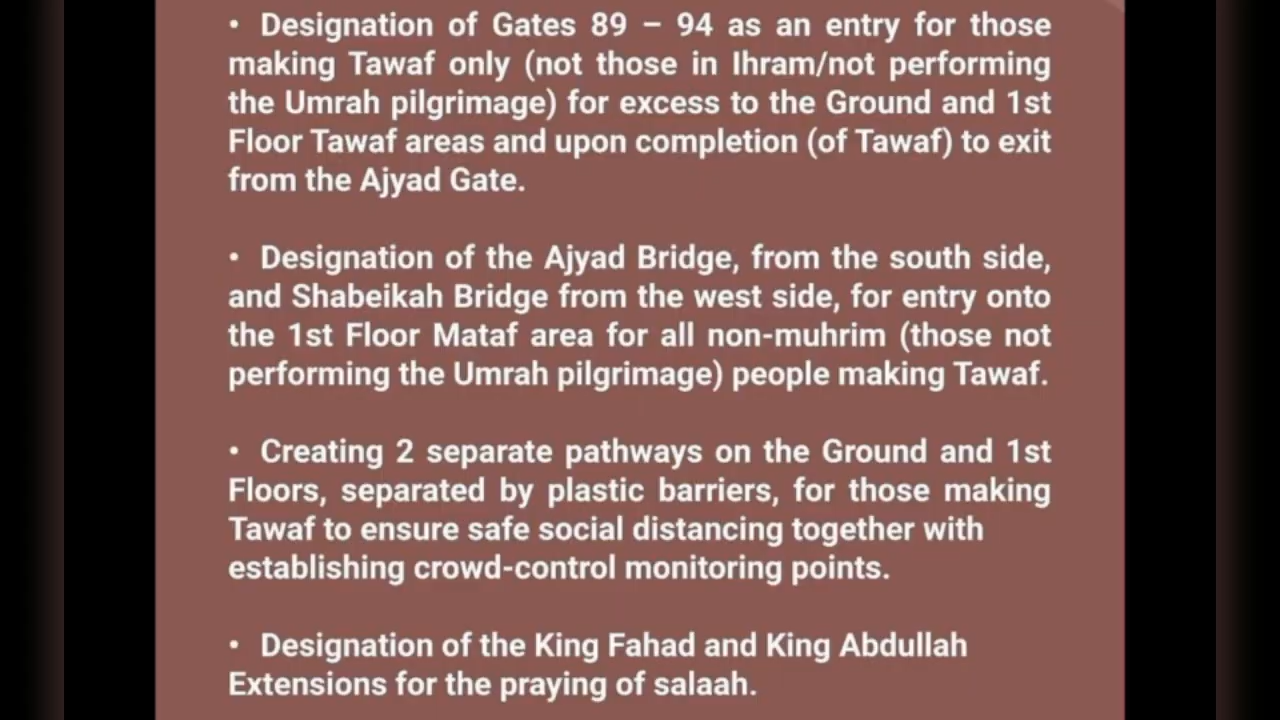 • Designation of Gates 89 – 94 as an entry for those
making Tawaf only (not those in Ihram/not performing
the Umrah pilgrimage) for excess to the Ground and 1st
Floor Tawaf areas and upon completion (of Tawaf) to exit
from the Ajyad Gate.
• Designation of the Ajyad Bridge, from the south side,
and Shabeikah Bridge from the west side, for entry onto
the 1st Floor Mataf area for all non-muhrim (those not
performing the Umrah pilgrimage) people making Tawaf.
• Creating 2 separate pathways on the Ground and 1st
Floors, separated by plastic barriers, for those making
Tawaf to ensure safe social distancing together with
establishing crowd-control monitoring points.
• Designation of the King Fahad and King Abdullah
Extensions for the praying of salaah.